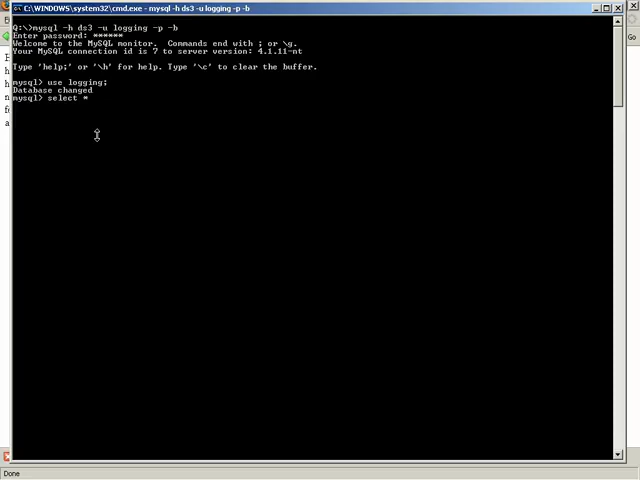 C:\WINDOWS\system32\cmd.exe - mysql -h ds3 -u logging -p -b
Q:\>mysql -h ds3 -u logging -p -b
Enter password: ******
Welcome to the MySQL monitor.  Commands end with ; or \g.
Your MySQL connection id is 7 to server version: 4.1.11-nt
Type 'help;' or '\h' for help. Type '\c' to clear the buffer.
mysql> use logging;
Database changed
mysql> select *
Go
Done